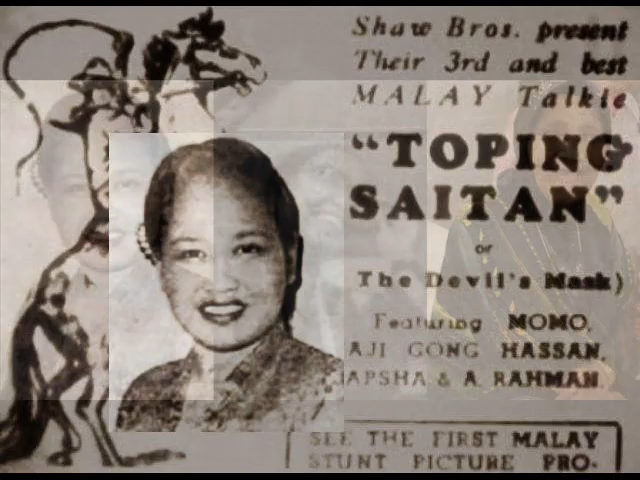 Shaw Bros. present
Their 3rd and best
MALAY Talkie
"TOPING
SAITAN"
or
The Devil's Mask)
Featuring MOMO,
AJI GONG HASSAN,
APSHA & A. RAHMAN.
SEE THE FIRST MALAY
STUNT PICTURE PRO-